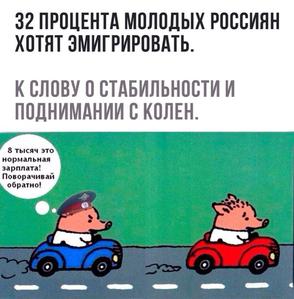 32 ПРОЦЕНТА МОЛОДЫХ РОССИЯН
ХОТЯТ ЭМИГРИРОВАТЬ.
К СЛОВУ О СТАБИЛЬНОСТИ И
ПОДНИМАНИИ С КОЛЕН.
8 тысяч это
нормальная
зарплата!
Поворачивай
обратно!